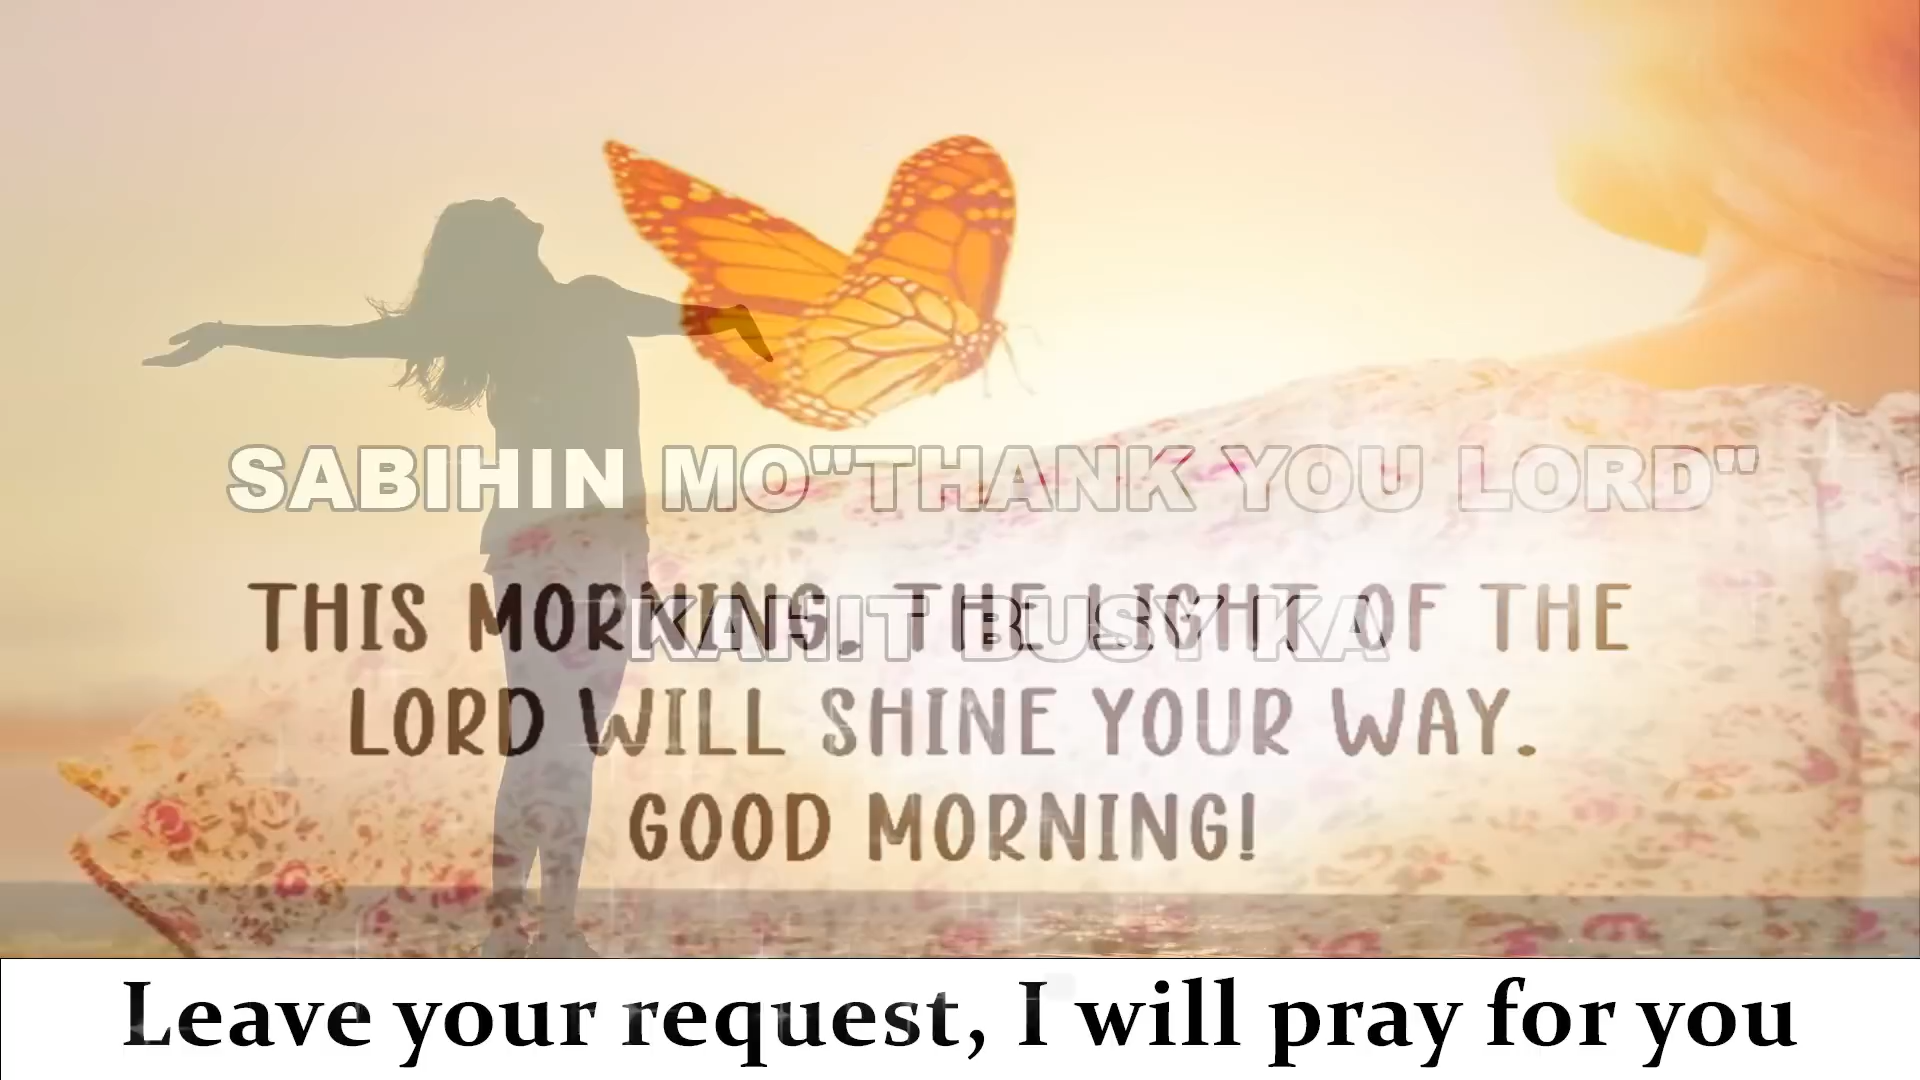 SABIHIN MO"THANK YOU LORD"
KAHIT BUSY KA
THIS MORNING, THE LIGHT OF THE
LORD WILL SHINE YOUR WAY.
GOOD MORNING!
Leave your request, I will pray for you